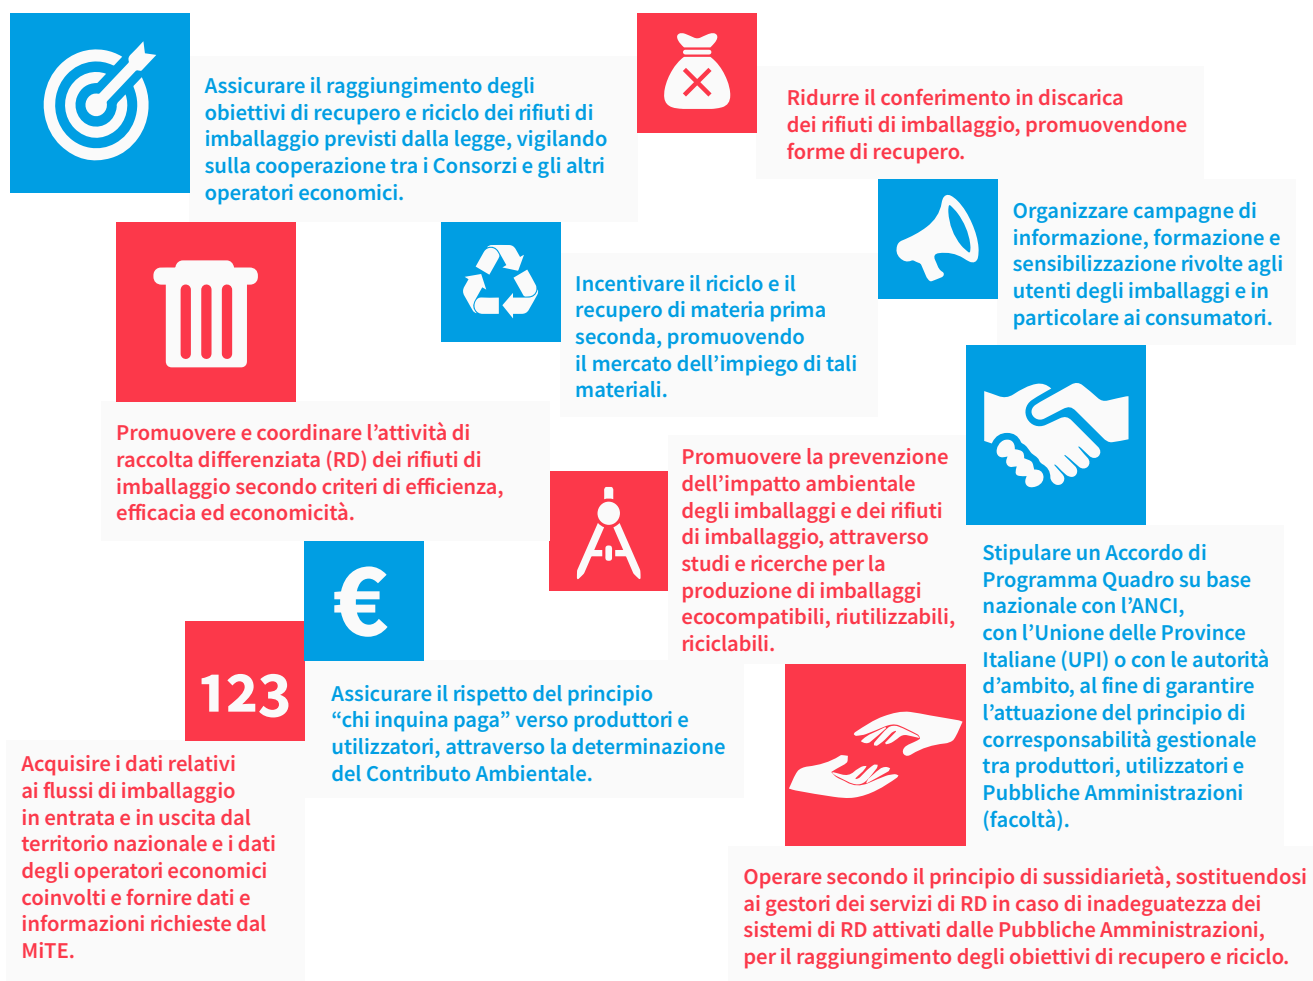 Assicurare il raggiungimento degli
obiettivi di recupero e riciclo dei rifiuti di
imballaggio previsti dalla legge, vigilando
sulla cooperazione tra i Consorzi e gli altri
operatori economici.
Ridurre il conferimento in discarica
dei rifiuti di imballaggio, promuovendone
forme di recupero.
Organizzare campagne di
informazione, formazione e
sensibilizzazione rivolte agli
utenti degli imballaggi e in
particolare ai consumatori.
Incentivare il riciclo e il
recupero di materia prima
seconda, promuovendo
il mercato dell’impiego di tali
materiali.
Promuovere e coordinare l’attività di
raccolta differenziata (RD) dei rifiuti di
imballaggio secondo criteri di efficienza,
efficacia ed economicità.
Promuovere la prevenzione
dell’impatto ambientale
degli imballaggi e dei rifiuti
di imballaggio, attraverso
studi e ricerche per la
produzione di imballaggi
ecocompatibili, riutilizzabili,
riciclabili.
Stipulare un Accordo di
Programma Quadro su base
nazionale con l’ANCI,
con l’Unione delle Province
Italiane (UPI) o con le autorità
d’ambito, al fine di garantire
l’attuazione del principio di
corresponsabilità gestionale
tra produttori, utilizzatori e
Pubbliche Amministrazioni
(facoltà).
€
Assicurare il rispetto del principio
“chi inquina paga” verso produttori e
utilizzatori, attraverso la determinazione
del Contributo Ambientale.
123
Acquisire i dati relativi
ai flussi di imballaggio
in entrata e in uscita dal
territorio nazionale e i dati
degli operatori economici
coinvolti e fornire dati e
informazioni richieste dal
MiTE.
Operare secondo il principio di sussidiarietà, sostituendosi
ai gestori dei servizi di RD in caso di inadeguatezza dei
sistemi di RD attivati dalle Pubbliche Amministrazioni,
per il raggiungimento degli obiettivi di recupero e riciclo.